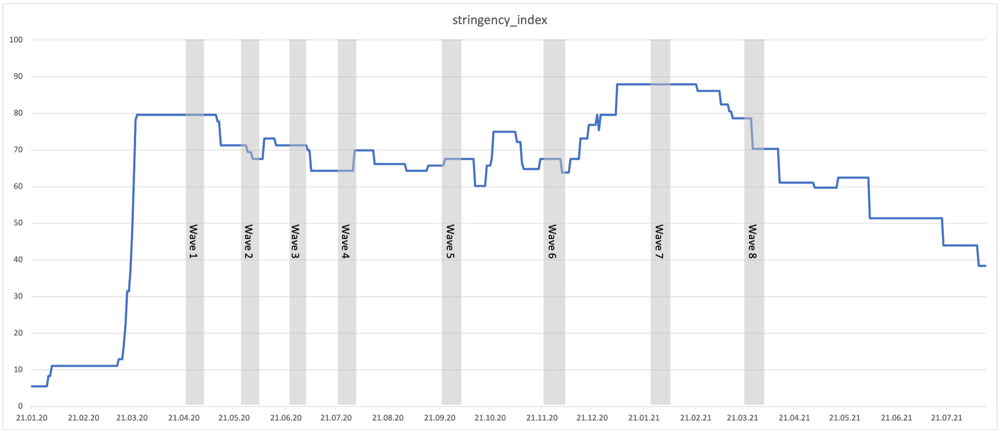 stringency_index
100
90
80
70
60
50
40
30
20
10
0
Wave 1
Wave 2
Wave 3
Wave 4
Wave 5
Wave 6
Wave 7
Wave 8
21.01.20 21.02.20 21.03.20 21.04.20 21.05.20 21.06.20 21.07.20 21.08.20 21.09.20 21.10.20 21.11.20 21.12.20 21.01.21 21.02.21 21.03.21 21.04.21 21.05.21 21.06.21 21.07.21